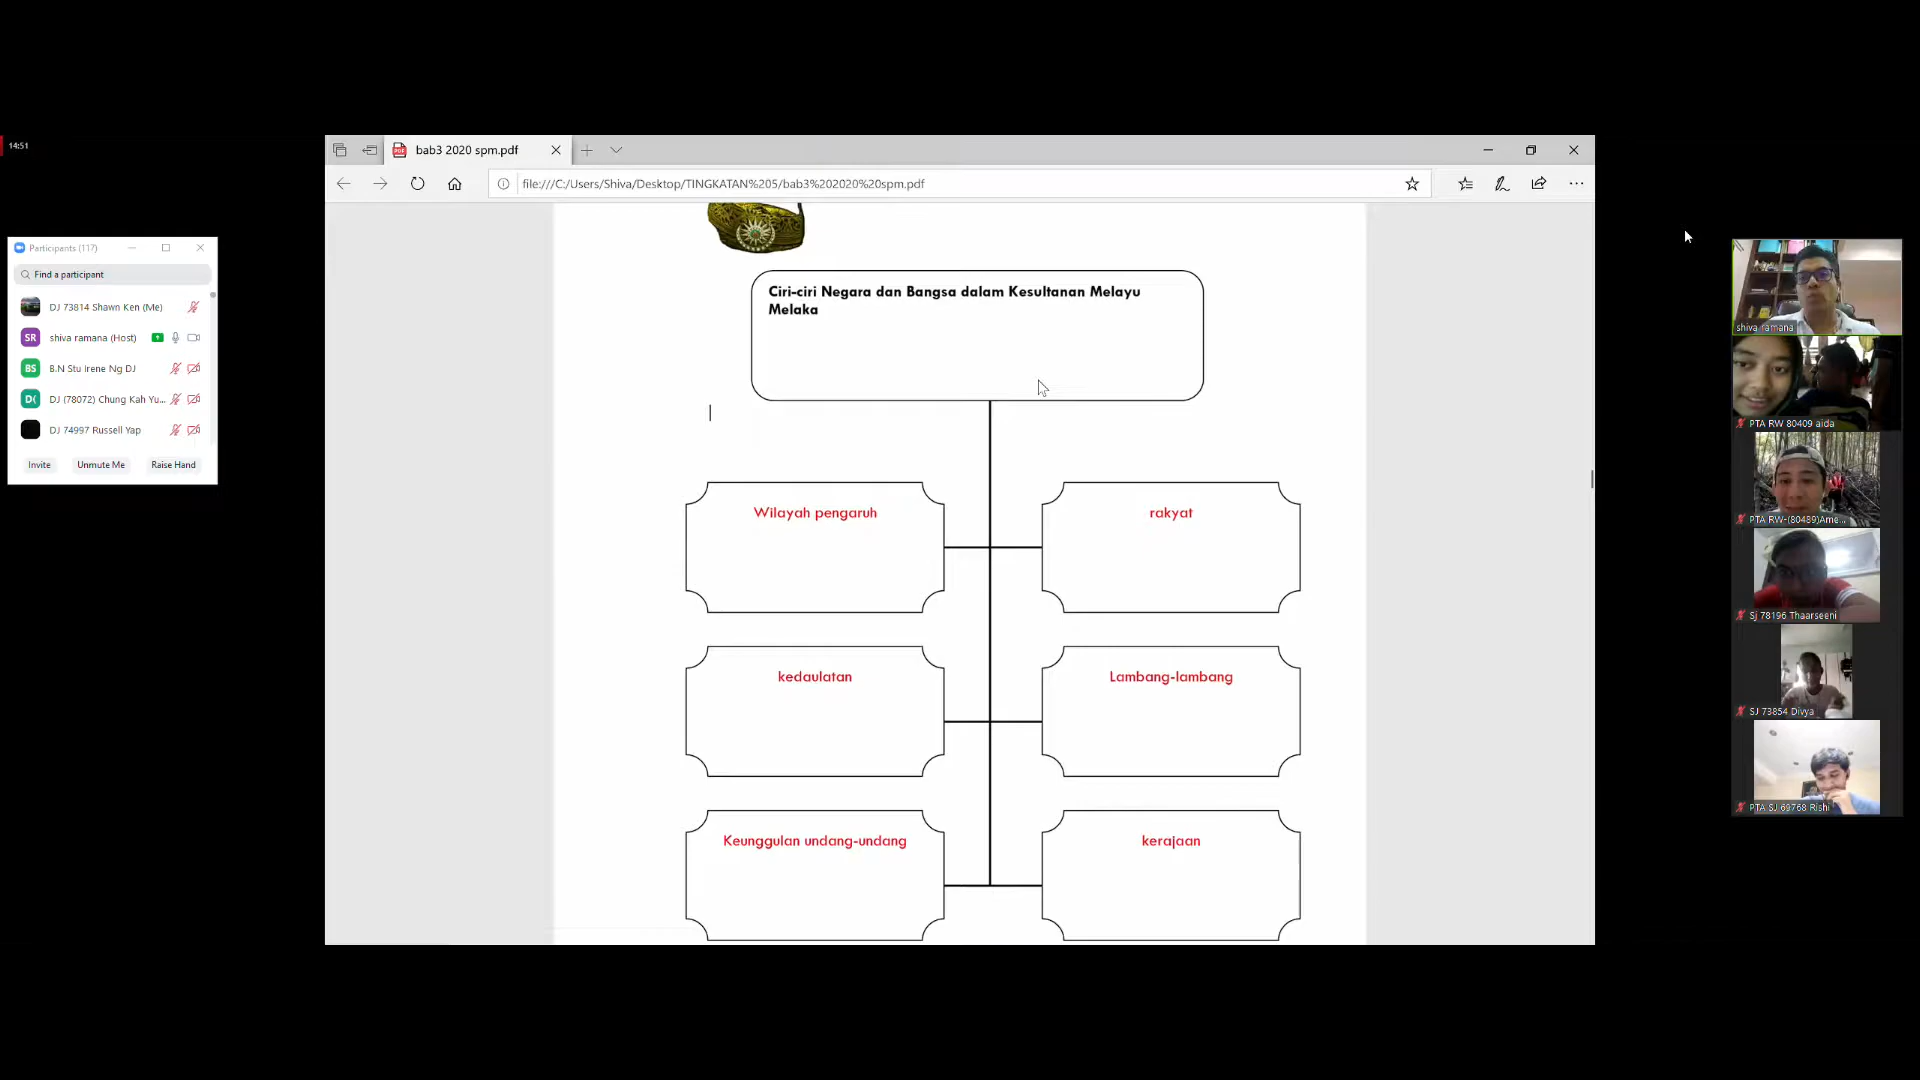 14:51
bab3 2020 spm.pdf
file:///C:/Users/Shiva/Desktop/TINGKATAN%205/bab3%202020%20spm.pdf
Participants (117)
Find a participant
DJ 73814 Shawn Ken (Me)
SR shiva ramana (Host)
BS B.N Stu Irene Ng DJ
D( DJ (78072) Chung Kah Yu...
DJ 74997 Russell Yap
Invite Unmute Me Raise Hand
Ciri-ciri Negara dan Bangsa dalam Kesultanan Melayu
Melaka
Wilayah pengaruh
rakyat
kedaulatan
Lambang-lambang
Keunggulan undang-undang
kerajaan
shiva ramana
PTA RW 80409 aida
PTA RW-(80489)Ame...
SJ 78196 Thaarseeni
SJ 73854 Divya
PTA SJ 69768 Rishi